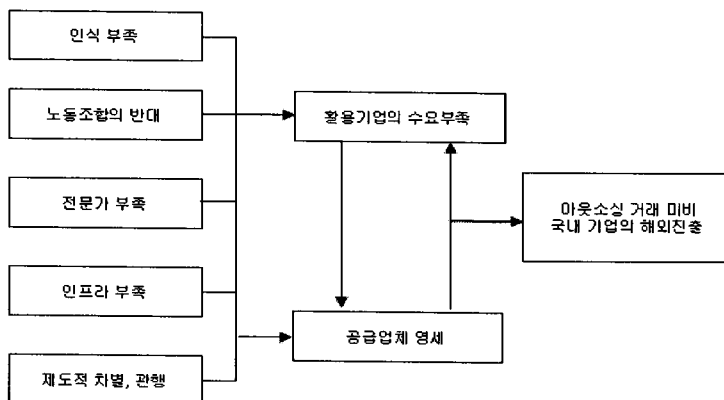 인식 부족
노동조합의 반대
전문가 부족
인프라 부족
제도적 차별, 관행
활용기업의 수요부족
공급업체 영세
아웃소싱 거래 미비
국내 기업의 해외진출